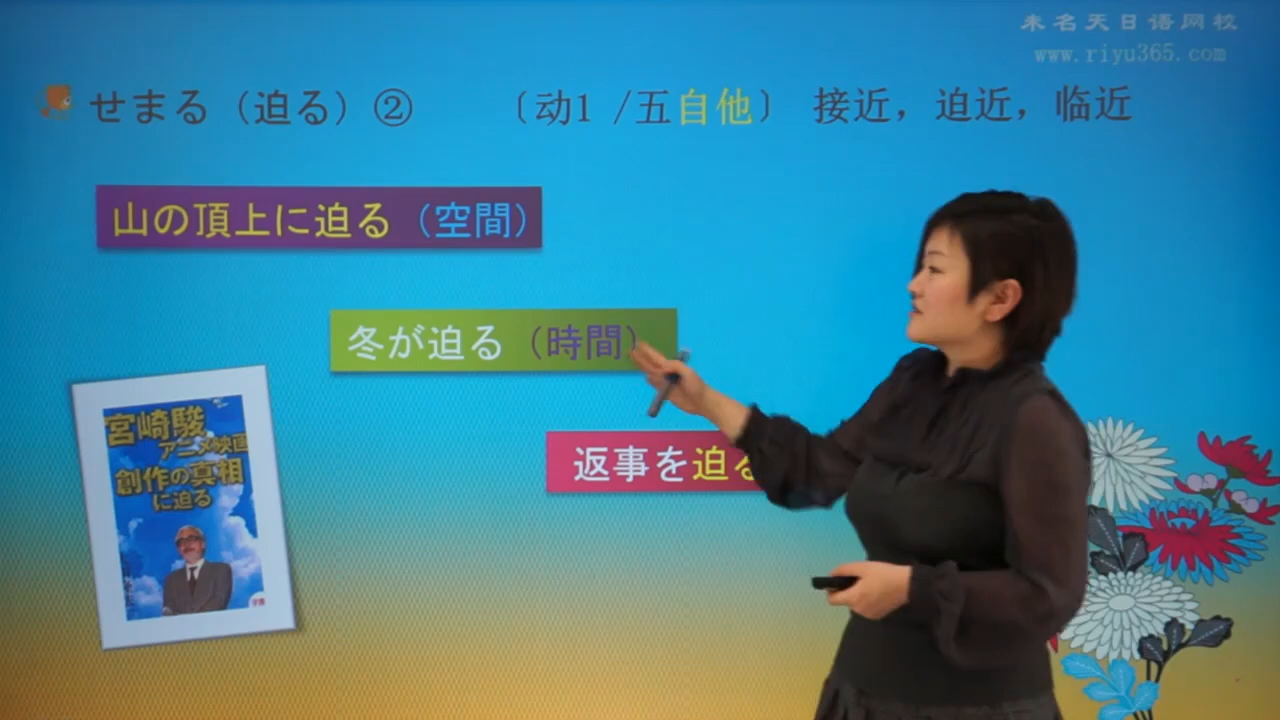 未名天日语网校
www.riyu365.com
せまる（迫る）② 〔动1 /五自他〕 接近，迫近，临近
山の頂上に迫る（空間）
冬が迫る（時間）
返事を迫る
宮崎駿
アニメ映画
創作の真相
に迫る